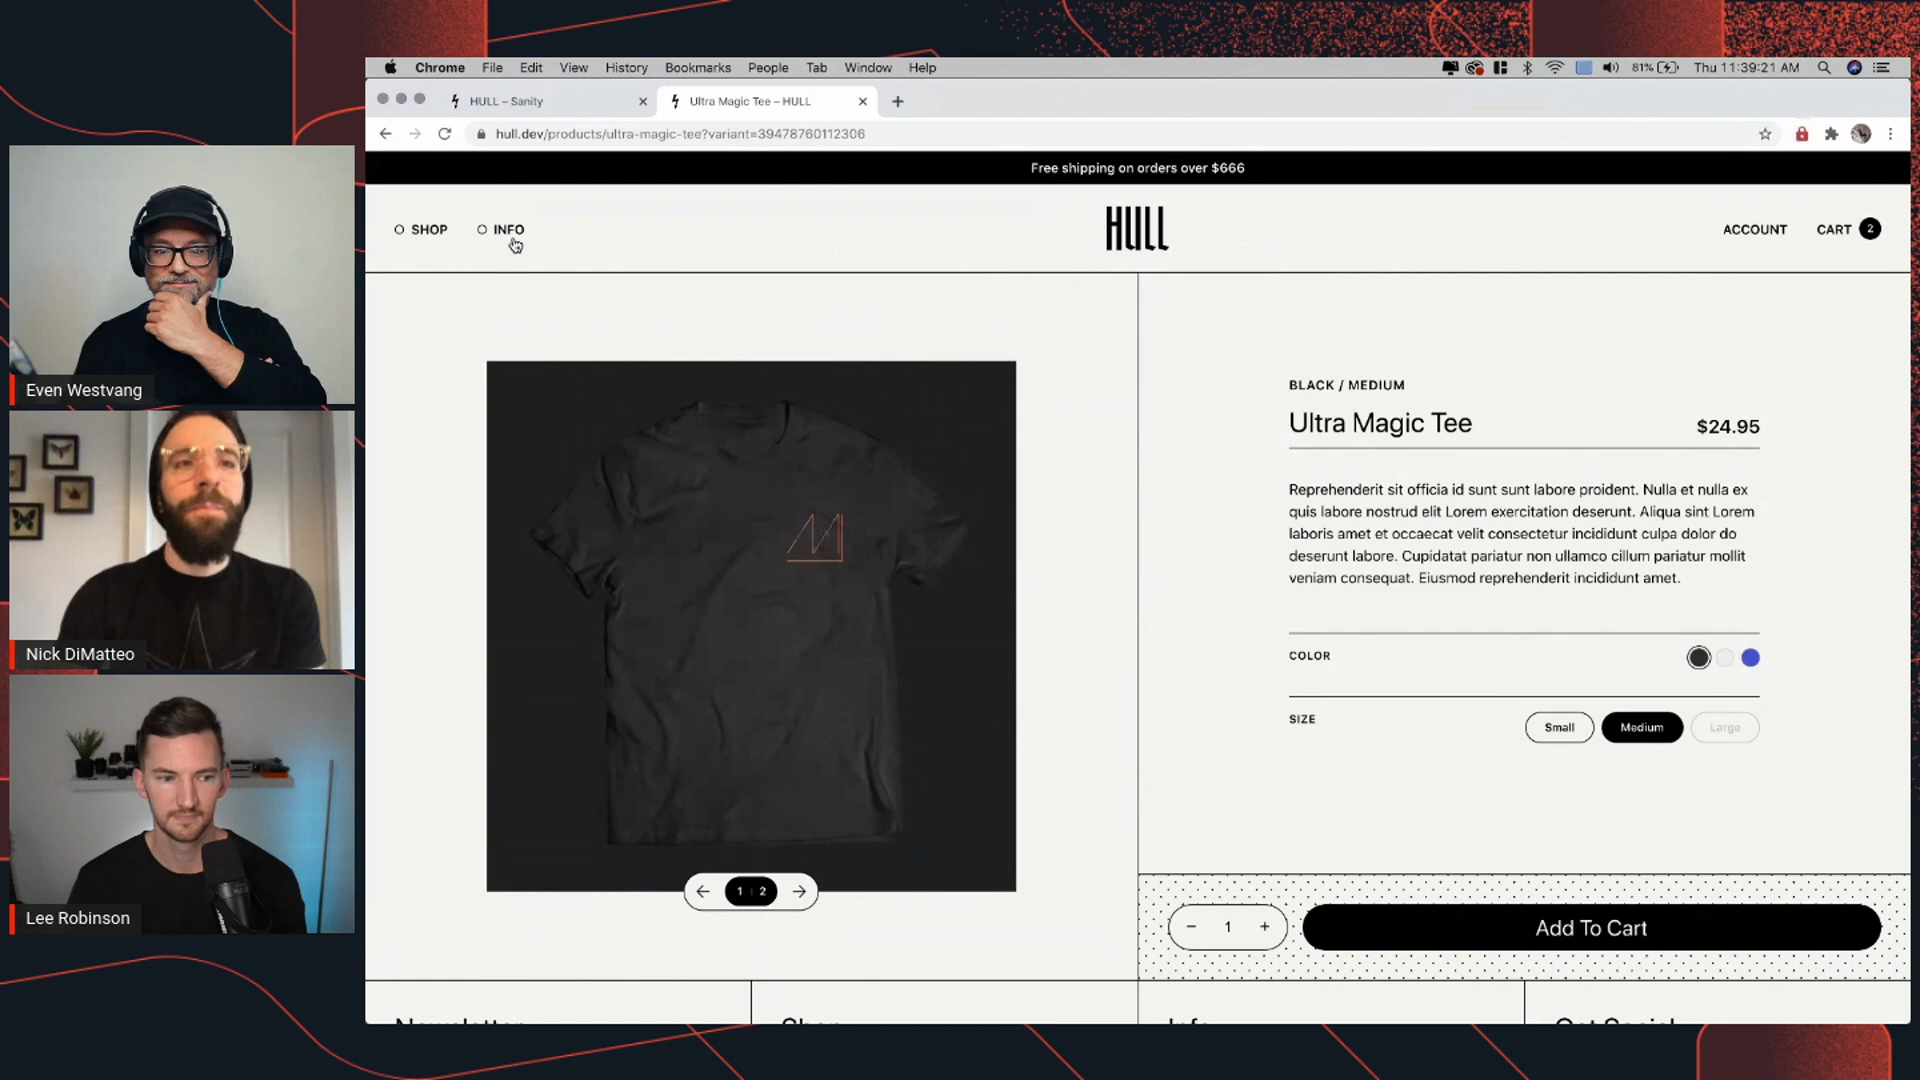 Chrome File Edit View History Bookmarks People Tab Window Help
81% Thu 11:39:21 AM
HULL – Sanity
Ultra Magic Tee – HULL
hull.dev/products/ultra-magic-tee?variant=39478760112306
Free shipping on orders over $666
SHOP INFO
HULL
ACCOUNT CART 2
BLACK / MEDIUM
Ultra Magic Tee $24.95
Reprehenderit sit officia id sunt sunt labore proident. Nulla et nulla ex
quis labore nostrud elit Lorem exercitation deserunt. Aliqua sint Lorem
laboris amet et occaecat velit consectetur incididunt culpa dolor do
deserunt labore. Cupidatat pariatur non ullamco cillum pariatur mollit
veniam consequat. Eiusmod reprehenderit incididunt amet.
COLOR
SIZE Small Medium Large
1 2
− 1 + Add To Cart
Newsletter Shop Info Get Social
Even Westvang
Nick DiMatteo
Lee Robinson